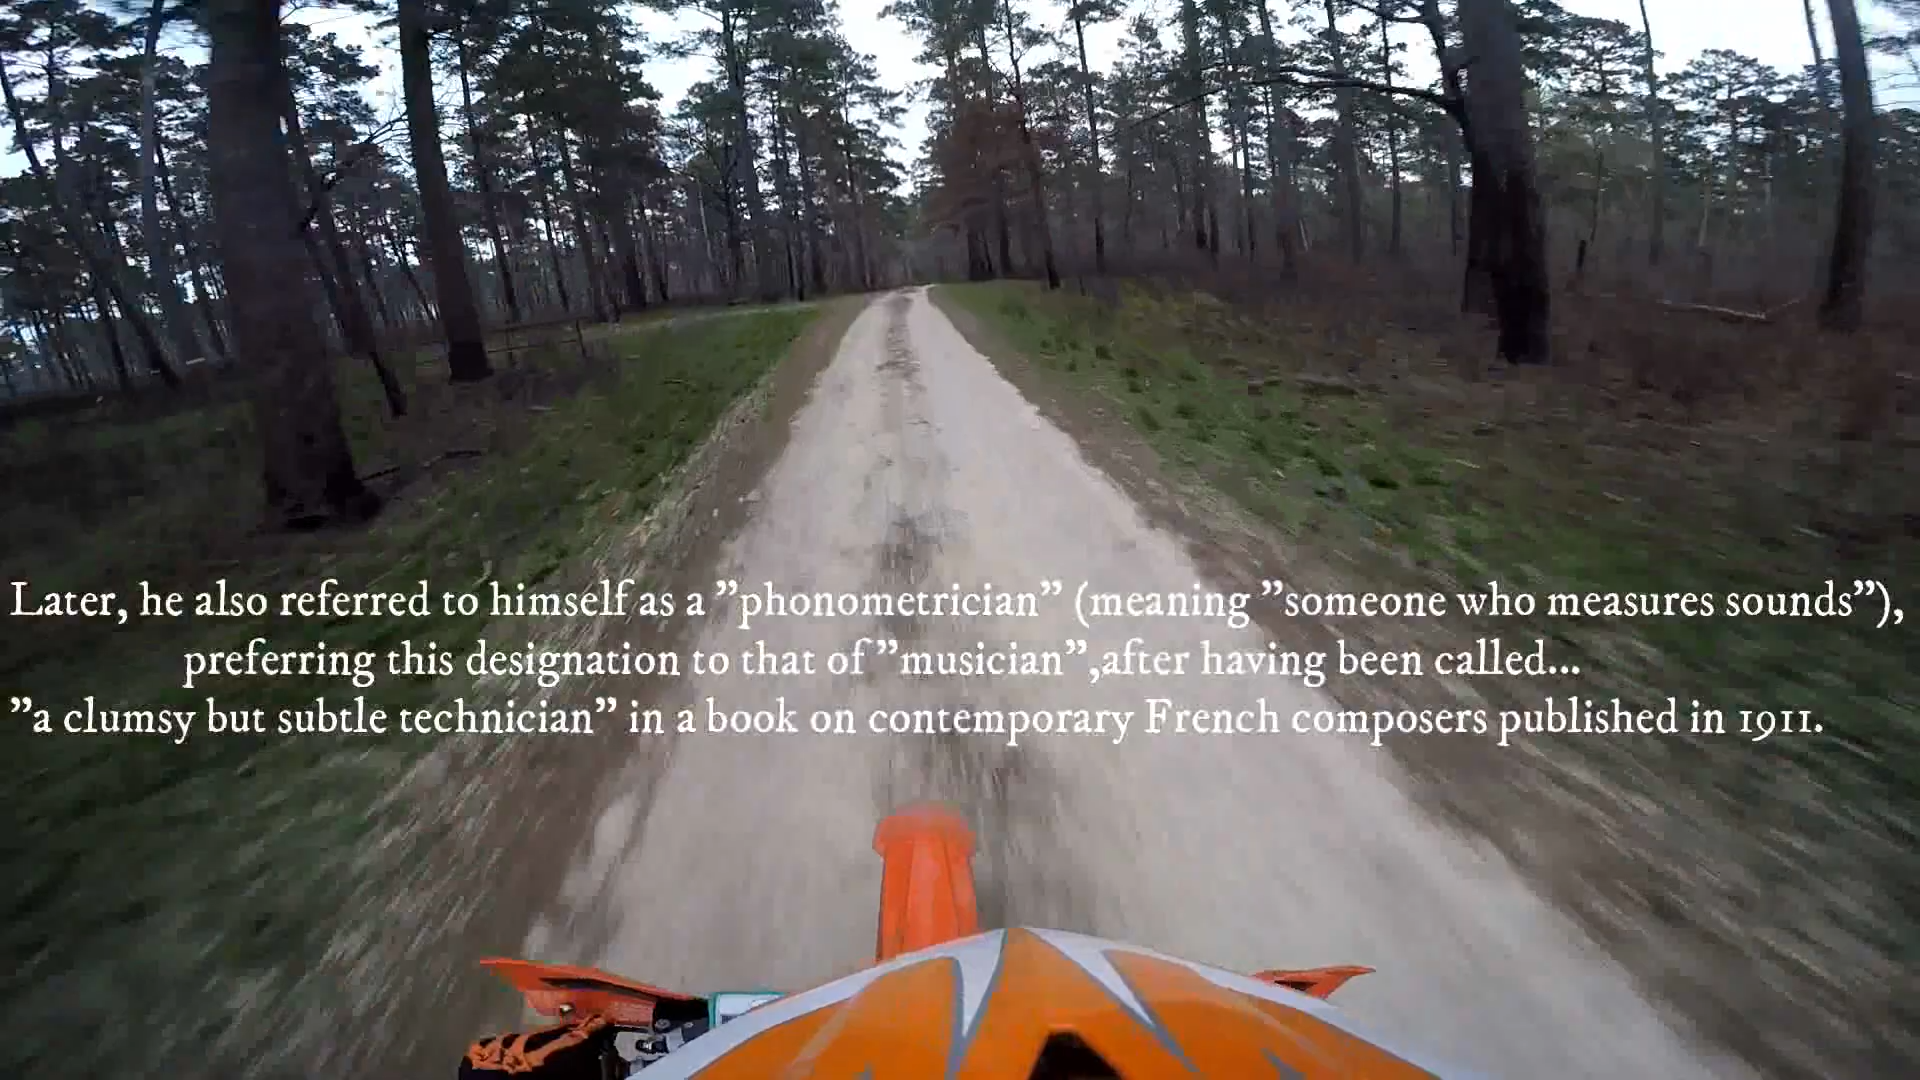 Later, he also referred to himself as a "phonometrician" (meaning "someone who measures sounds"),
preferring this designation to that of "musician",after having been called...
"a clumsy but subtle technician" in a book on contemporary French composers published in 1911.